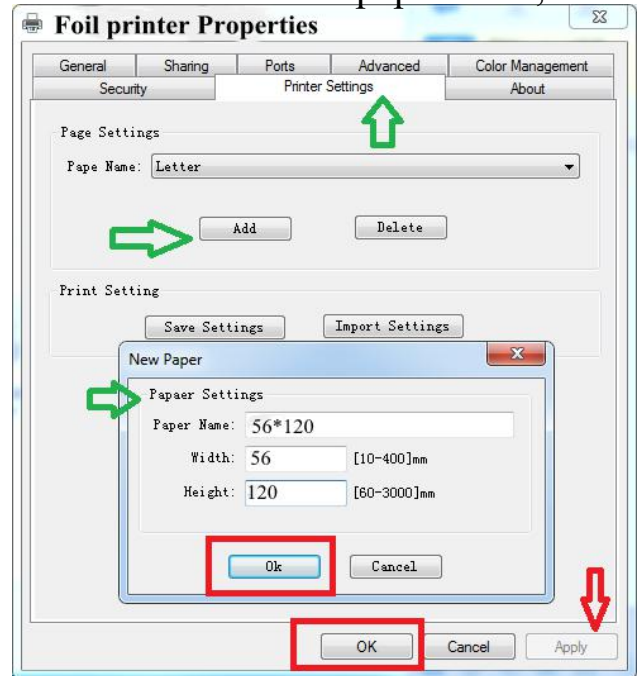 Foil printer Properties
General Sharing Ports Advanced Color Management
Security Printer Settings About
Page Settings
Pape Name: Letter
Add Delete
Print Setting
Save Settings Import Settings
New Paper
Papaer Settings
Paper Name: 56*120
Width: 56 [10-400]mm
Height: 120 [60-3000]mm
Ok Cancel
OK Cancel Apply